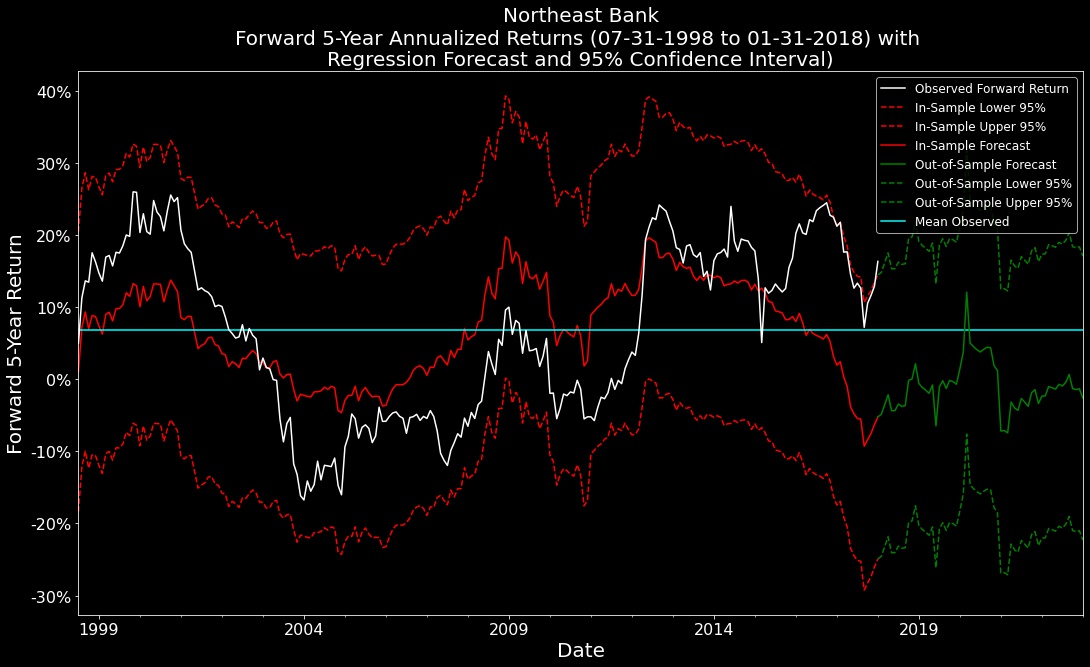 Northeast Bank
Forward 5-Year Annualized Returns (07-31-1998 to 01-31-2018) with
Regression Forecast and 95% Confidence Interval)
Forward 5-Year Return
40%
30%
20%
10%
0%
-10%
-20%
-30%
Observed Forward Return
In-Sample Lower 95%
In-Sample Upper 95%
In-Sample Forecast
Out-of-Sample Forecast
Out-of-Sample Lower 95%
Out-of-Sample Upper 95%
Mean Observed
1999 2004 2009 2014 2019
Date